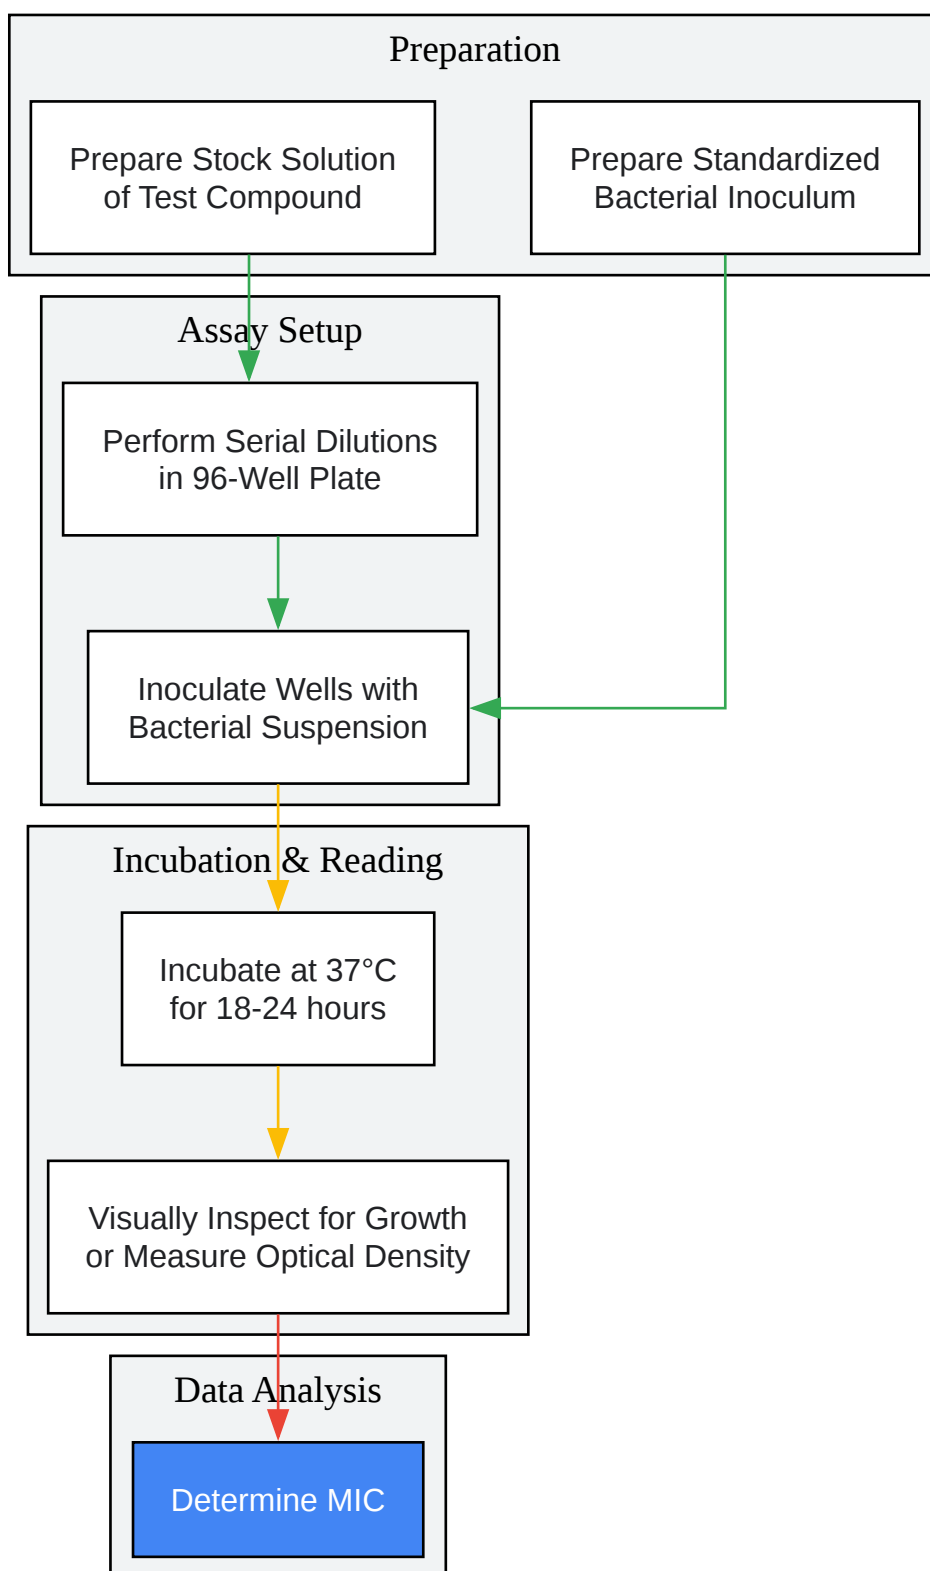 Preparation
Prepare Stock Solution
of Test Compound
Prepare Standardized
Bacterial Inoculum
Assay Setup
Perform Serial Dilutions
in 96-Well Plate
Inoculate Wells with
Bacterial Suspension
Incubation & Reading
Incubate at 37°C
for 18-24 hours
Visually Inspect for Growth
or Measure Optical Density
Data Analysis
Determine MIC